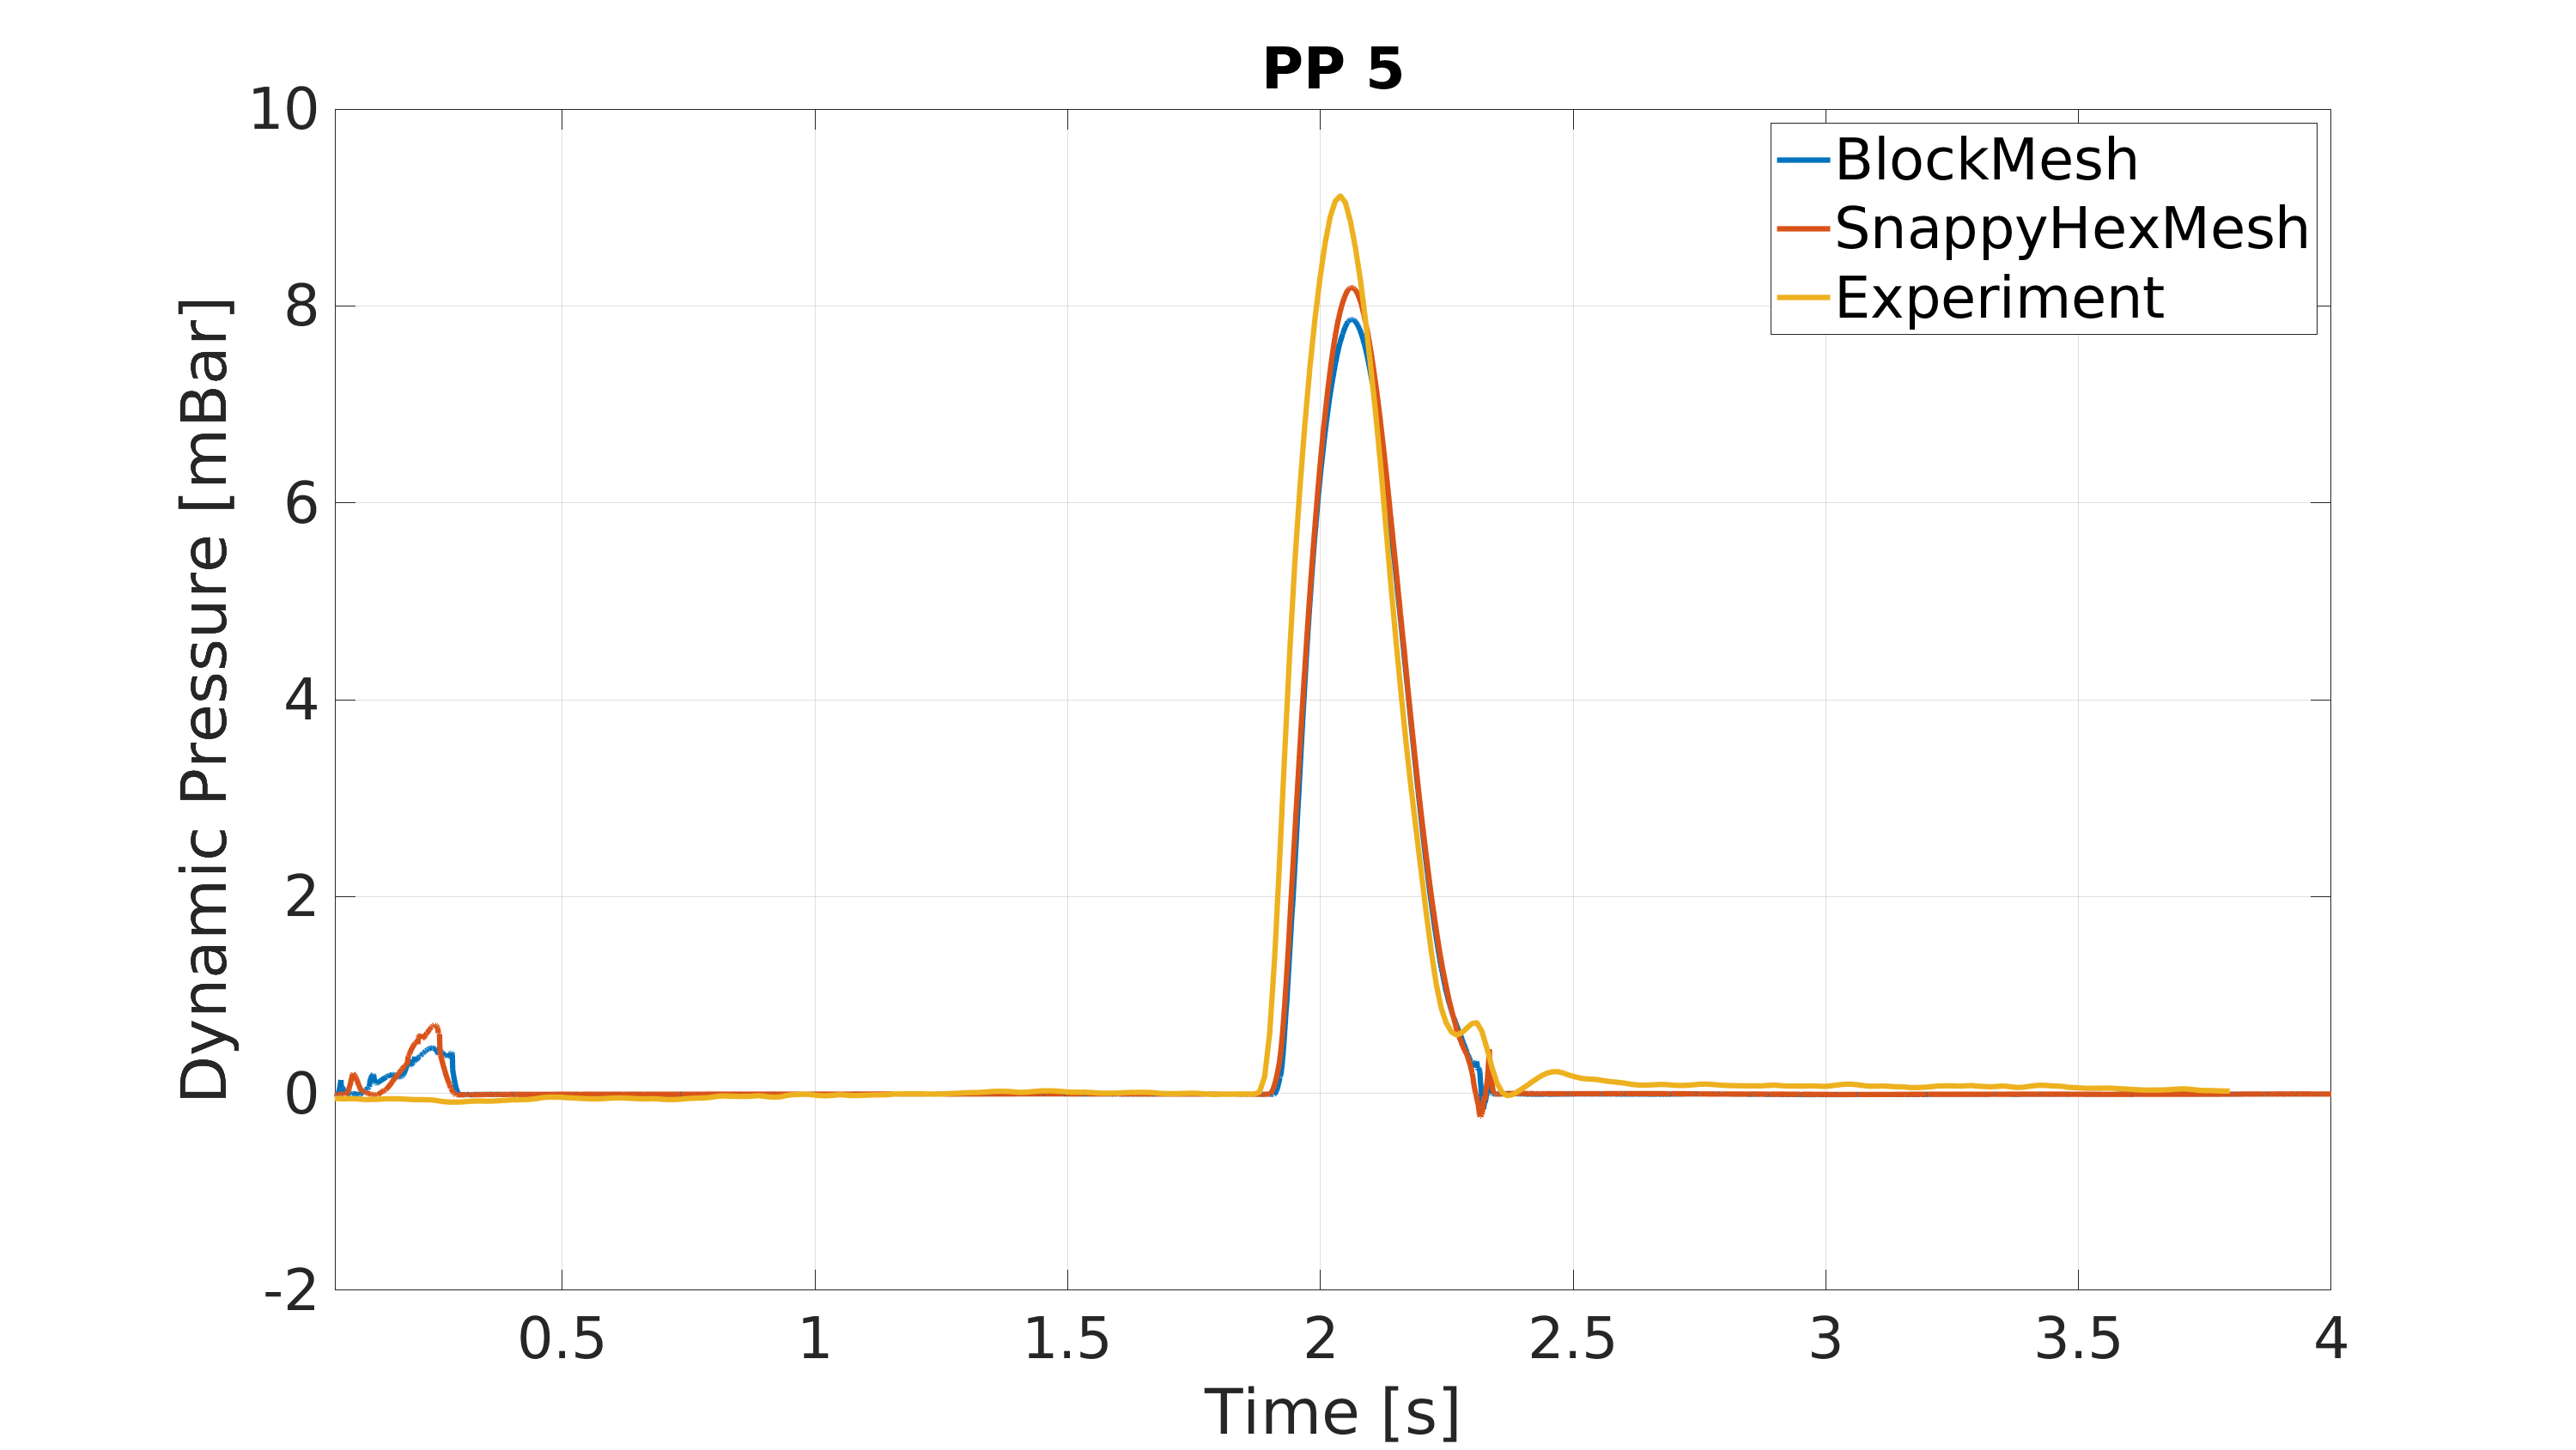 PP 5
10
8
6
4
2
0
-2
Dynamic Pressure [mBar]
BlockMesh
SnappyHexMesh
Experiment
0.5 1 1.5 2 2.5 3 3.5 4
Time [s]